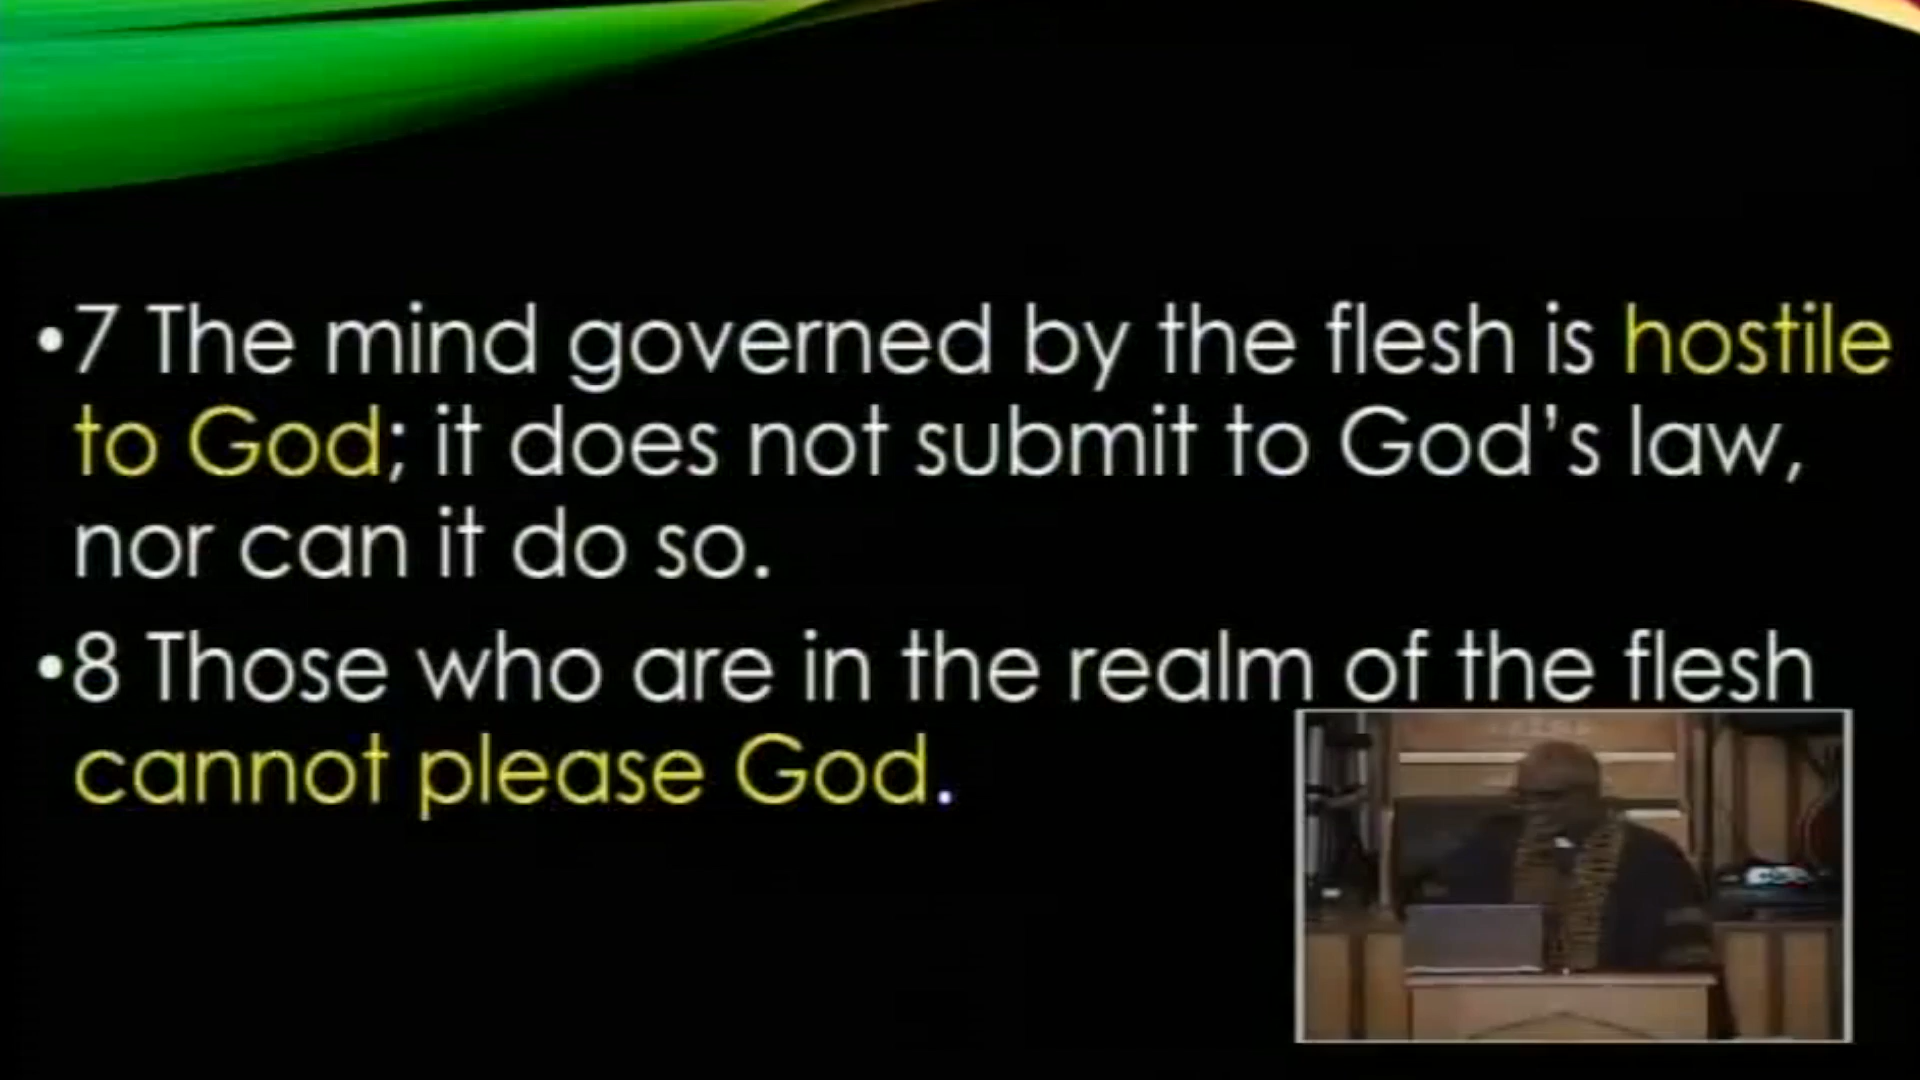 •7 The mind governed by the flesh is hostile
to God; it does not submit to God’s law,
nor can it do so.
•8 Those who are in the realm of the flesh
cannot please God.